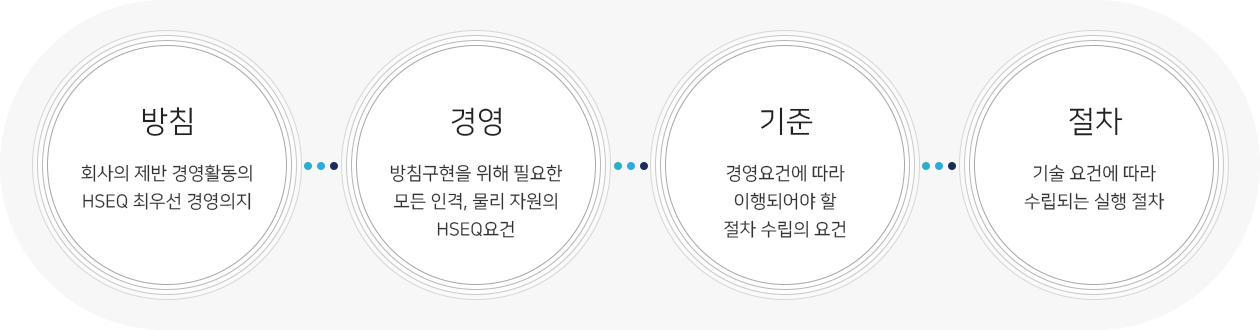 방침
회사의 제반 경영활동의
HSEQ 최우선 경영의지
경영
방침구현을 위해 필요한
모든 인격, 물리 자원의
HSEQ요건
기준
경영요건에 따라
이행되어야 할
절차 수립의 요건
절차
기술 요건에 따라
수립되는 실행 절차